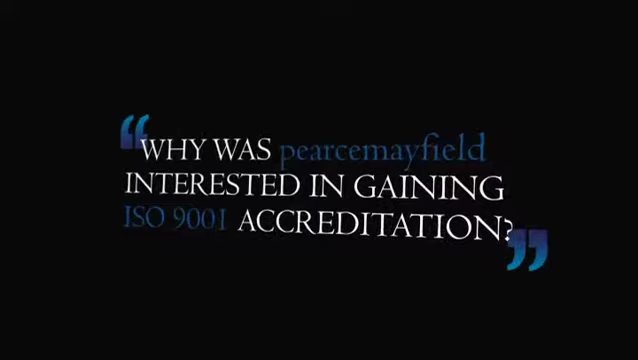 “WHY WAS pearcemayfield
INTERESTED IN GAINING
ISO 9001 ACCREDITATION?”